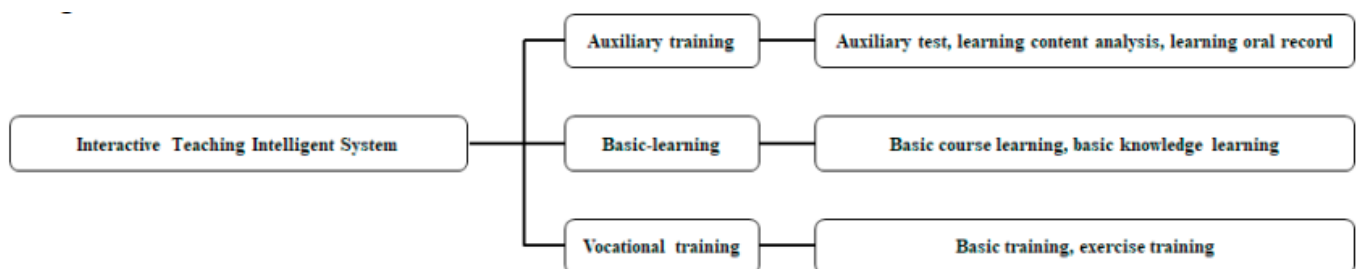 Auxiliary training
Auxiliary test, learning content analysis, learning oral record
Interactive Teaching Intelligent System
Basic-learning
Basic course learning, basic knowledge learning
Vocational training
Basic training, exercise training